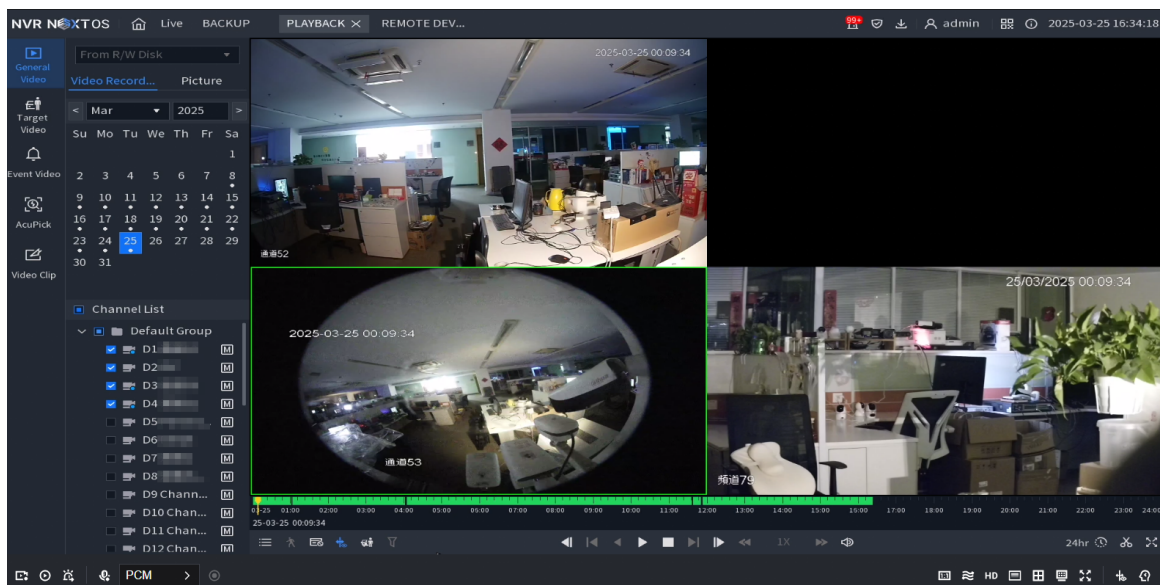 NVR NEXTOS Live BACKUP PLAYBACK REMOTE DEV... 99+ admin 2025-03-25 16:34:18
General
Video
Target
Video
Event Video
AcuPick
Video Clip
From R/W Disk
Video Record... Picture
< Mar 2025 >
Su Mo Tu We Th Fr Sa
1
2 3 4 5 6 7 8
9 10 11 12 13 14 15
16 17 18 19 20 21 22
23 24 25 26 27 28 29
30 31
Channel List
Default Group
D1 M
D2 M
D3 M
D4 M
D5 M
D6 M
D7 M
D8 M
D9 Chann... M
D10 Chan... M
D11 Chan... M
D12 Chan... M
2025-03-25 00:09:34
通道52
2025-03-25 00:09:34
通道53
25/03/2025 00:09:34
頻道79
03-25 01:00 02:00 03:00 04:00 05:00 06:00 07:00 08:00 09:00 10:00 11:00 12:00 13:00 14:00 15:00 16:00 17:00 18:00 19:00 20:00 21:00 22:00 23:00 24:00
25-03-25 00:09:34
1X 24hr
PCM > HD